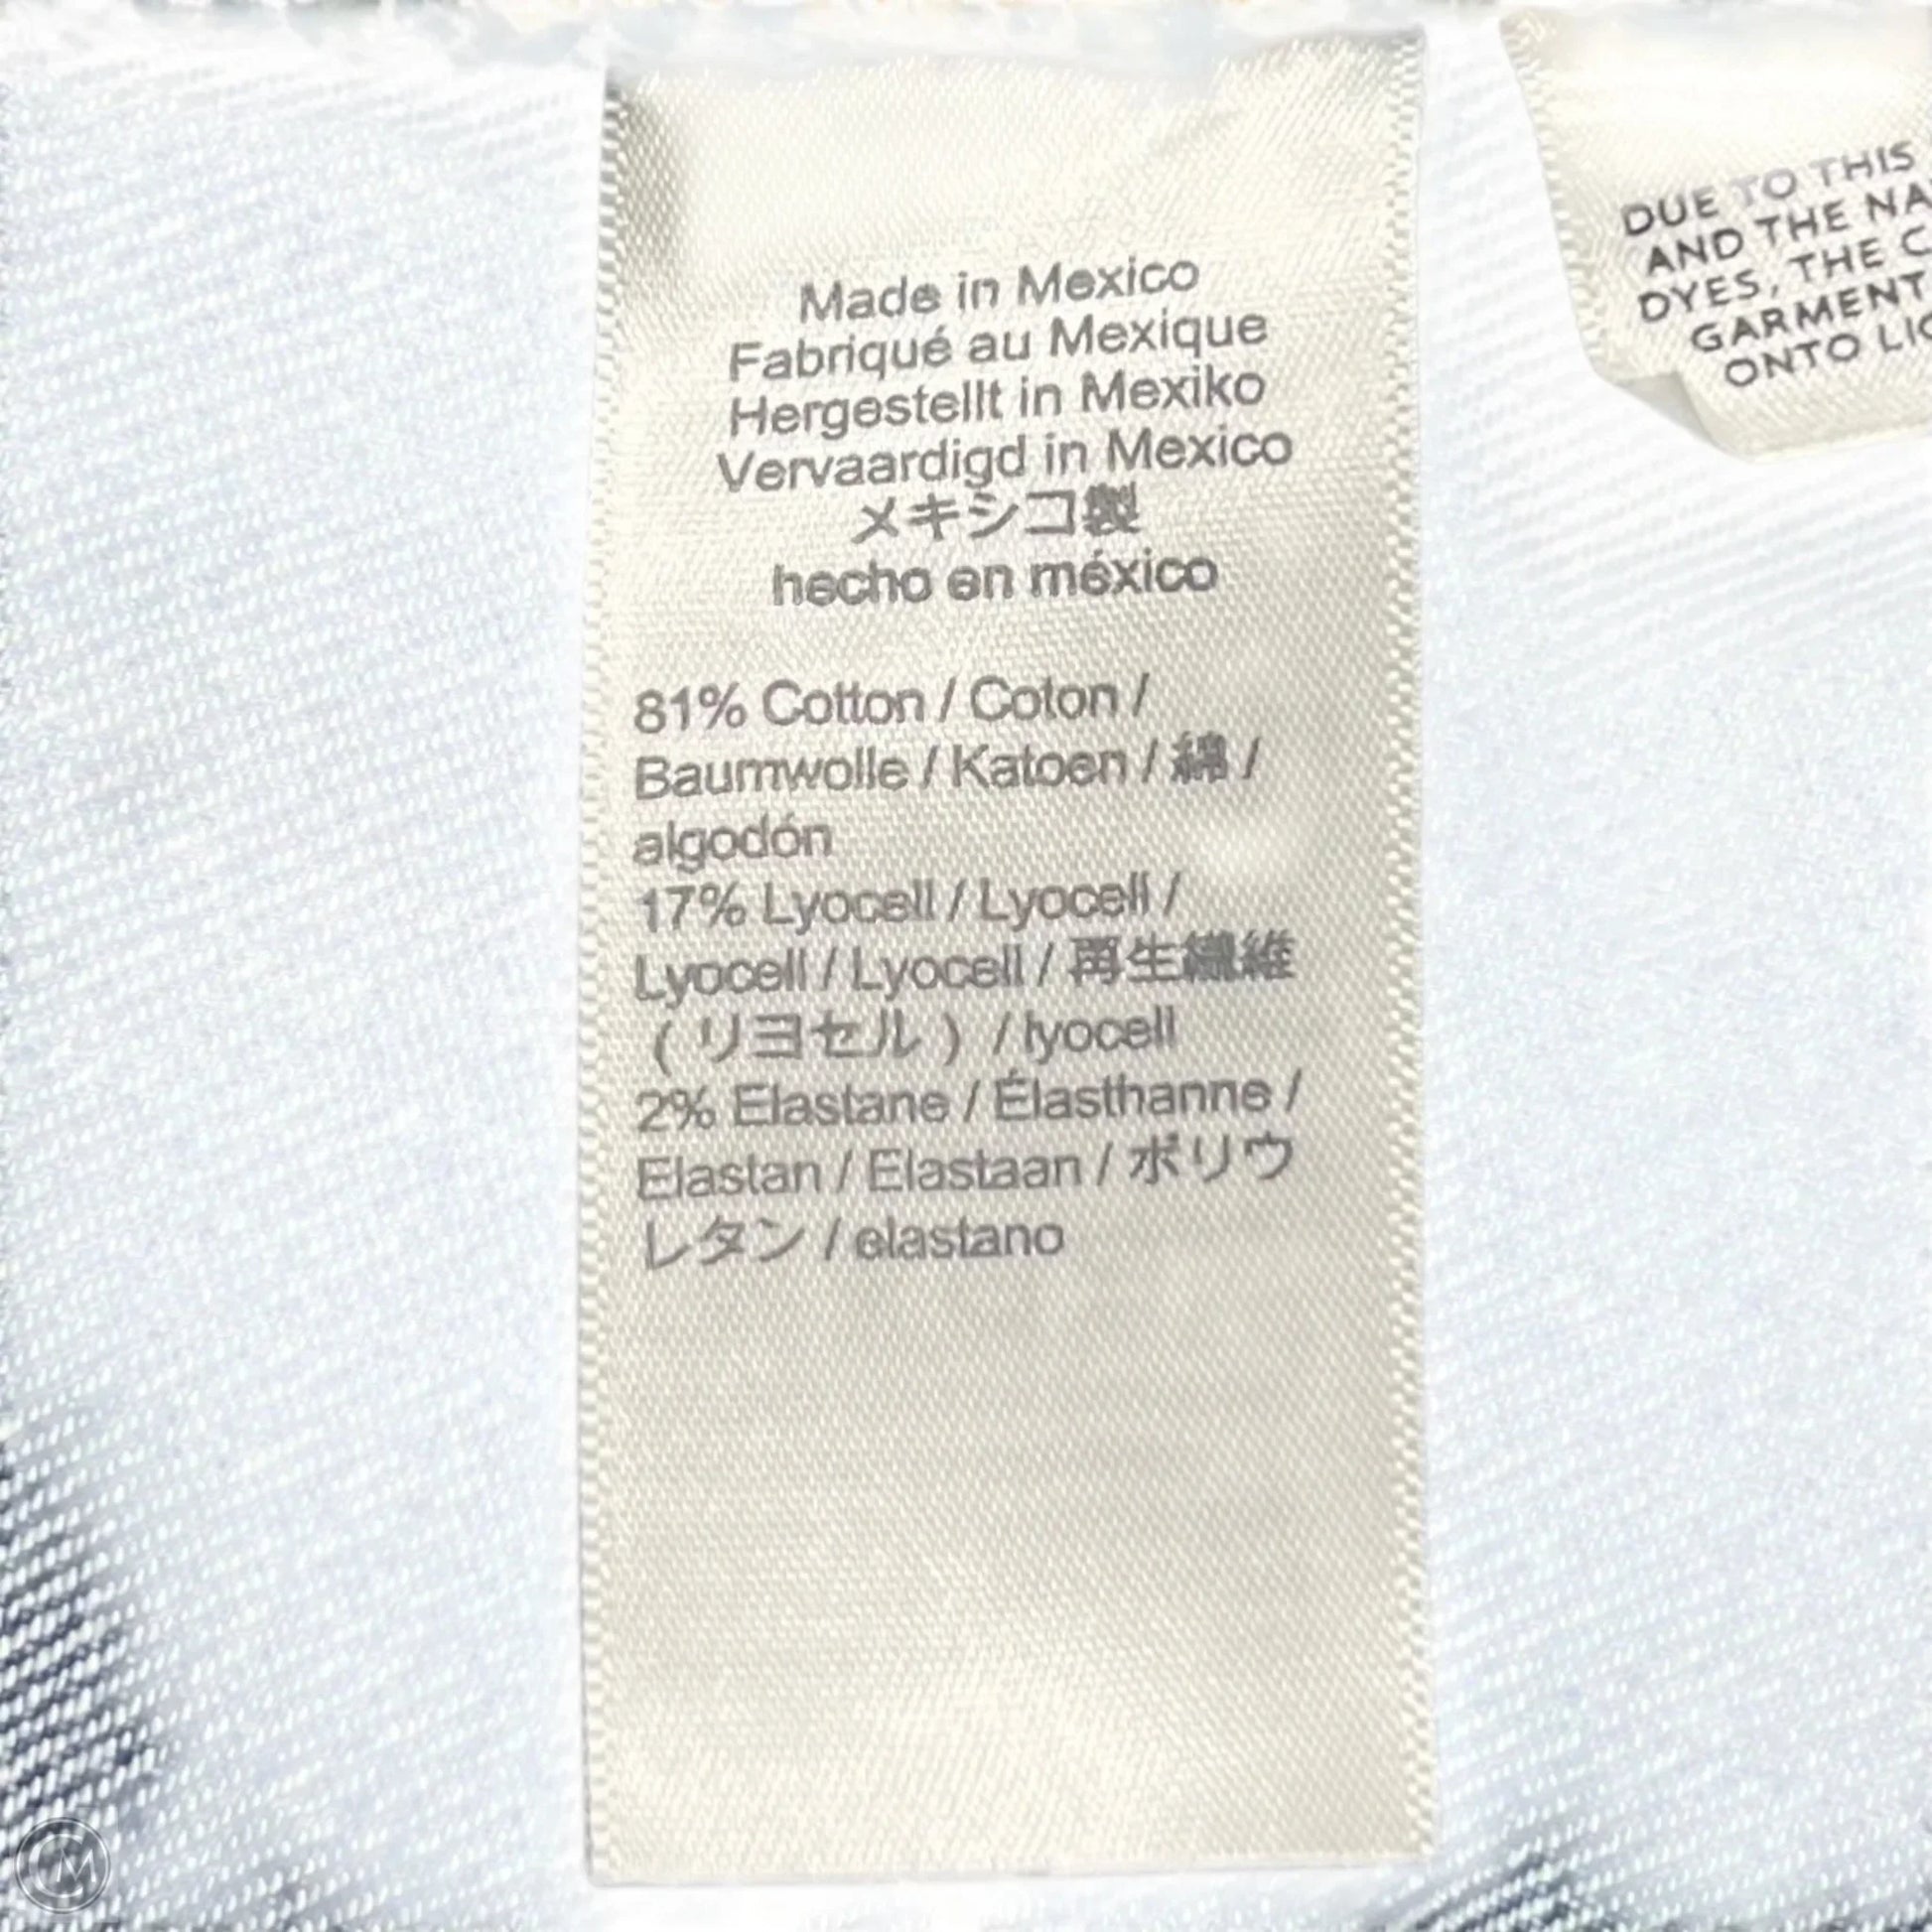 Made in Mexico
Fabriqué au Mexique
Hergestellt in Mexiko
Vervaardigd in Mexico
メキシコ製
hecho en méxico
81% Cotton / Coton /
Baumwolle / Katoen / 綿 /
algodón
17% Lyocell / Lyocell /
Lyocell / Lyocell / 再生繊維
（リヨセル）/ lyocell
2% Elastane / Élasthanne /
Elastan / Elastaan / ポリウ
レタン / elastano
DUE TO THIS
AND THE
DYES, THE
GARMENT
ONTO
CM